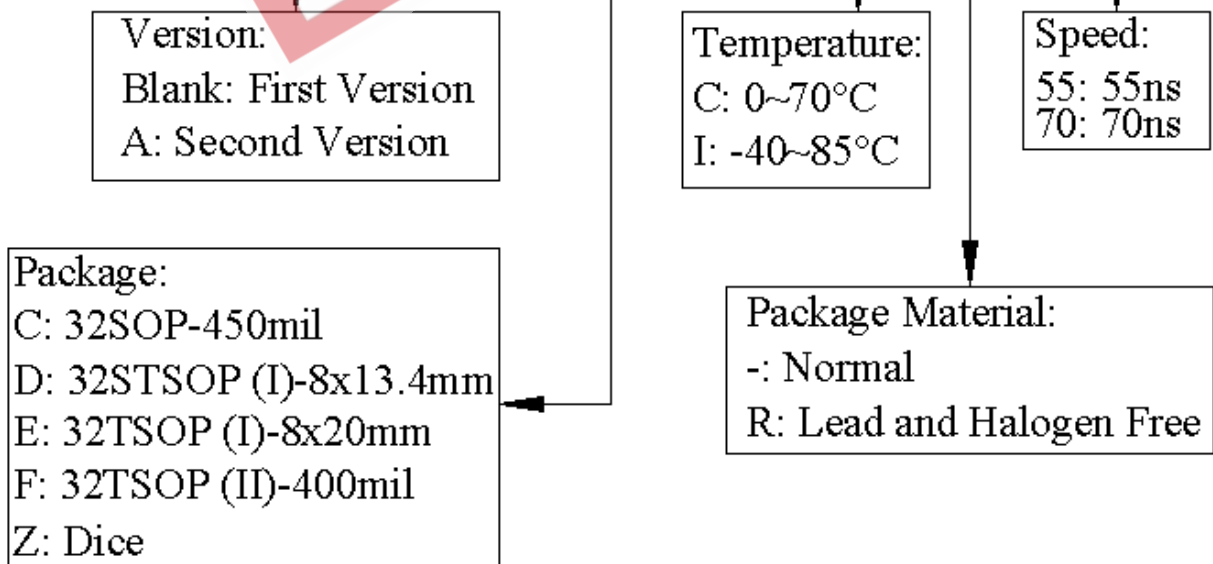 Version:
Blank: First Version
A: Second Version
Temperature:
C: 0~70°C
I: -40~85°C
Speed:
55: 55ns
70: 70ns
Package:
C: 32SOP-450mil
D: 32STSOP (I)-8x13.4mm
E: 32TSOP (I)-8x20mm
F: 32TSOP (II)-400mil
Z: Dice
Package Material:
-: Normal
R: Lead and Halogen Free